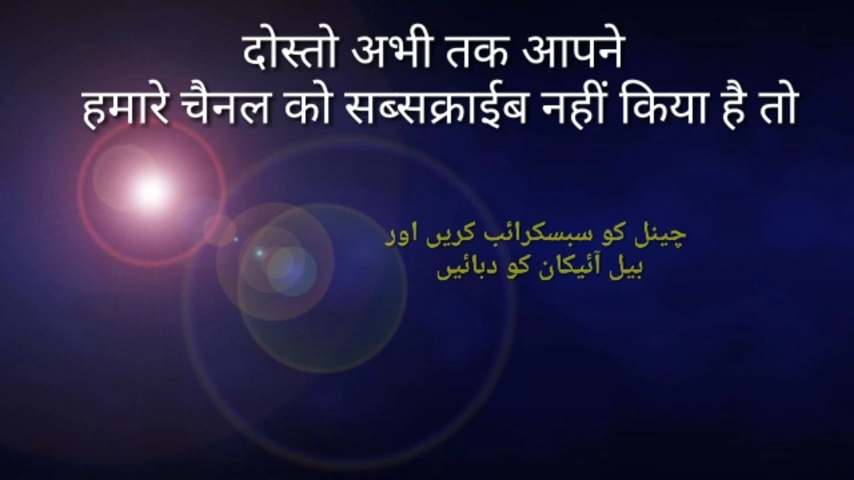 दोस्तो अभी तक आपने
हमारे चैनल को सब्सक्राईब नहीं किया है तो
چینل کو سبسکرائب کریں اور
بیل آئیکان کو دبائیں